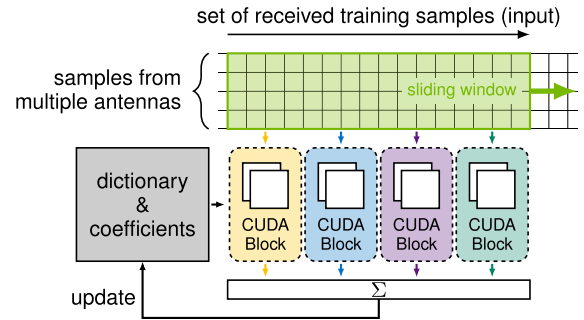 set of received training samples (input)
samples from
multiple antennas
sliding window
dictionary
&
coefficients
CUDA
Block
CUDA
Block
CUDA
Block
CUDA
Block
Σ
update